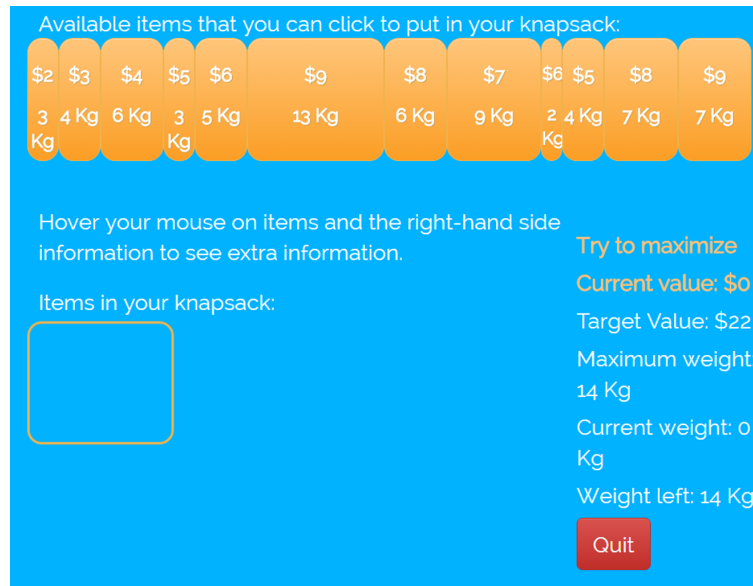 Available items that you can click to put in your knapsack:
$2 $3 $4 $5 $6 $9 $8 $7 $6 $5 $8 $9
3 Kg 4 Kg 6 Kg 3 Kg 5 Kg 13 Kg 6 Kg 9 Kg 2 Kg 4 Kg 7 Kg 7 Kg
Hover your mouse on items and the right-hand side
information to see extra information.
Items in your knapsack:
Try to maximize
Current value: $0
Target Value: $22
Maximum weight
14 Kg
Current weight: 0
Kg
Weight left: 14 Kg
Quit